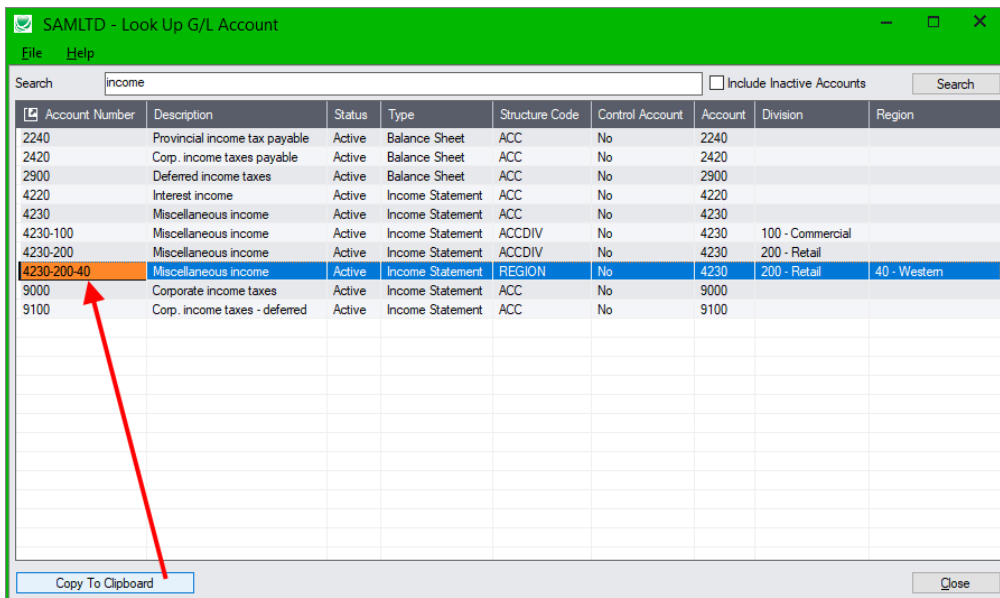 SAMLTD - Look Up G/L Account
File Help
Search income Include Inactive Accounts Search
Account Number Description Status Type Structure Code Control Account Account Division Region
2240 Provincial income tax payable Active Balance Sheet ACC No 2240
2420 Corp. income taxes payable Active Balance Sheet ACC No 2420
2900 Deferred income taxes Active Balance Sheet ACC No 2900
4220 Interest income Active Income Statement ACC No 4220
4230 Miscellaneous income Active Income Statement ACC No 4230
4230-100 Miscellaneous income Active Income Statement ACCDIV No 4230 100 - Commercial
4230-200 Miscellaneous income Active Income Statement ACCDIV No 4230 200 - Retail
4230-200-40 Miscellaneous income Active Income Statement REGION No 4230 200 - Retail 40 - Western
9000 Corporate income taxes Active Income Statement ACC No 9000
9100 Corp. income taxes - deferred Active Income Statement ACC No 9100
Copy To Clipboard Close